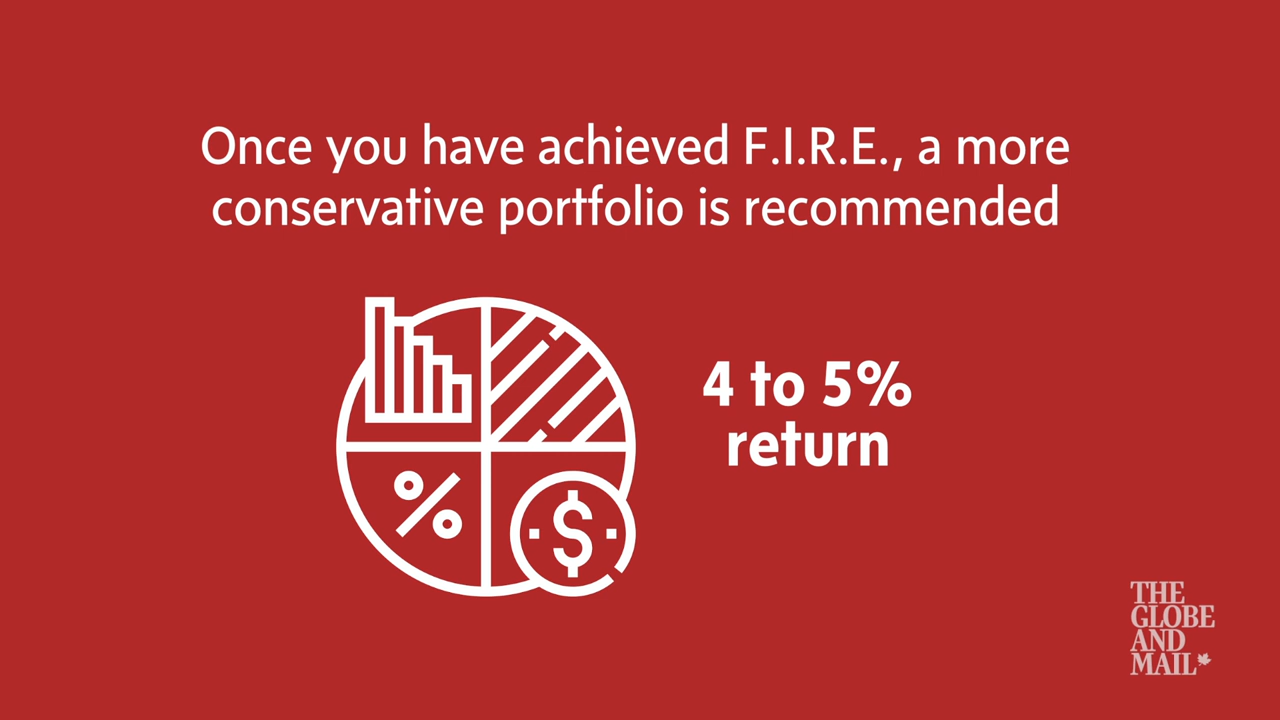 Once you have achieved F.I.R.E., a more
conservative portfolio is recommended
4 to 5%
return
%
$
THE
GLOBE
AND
MAIL